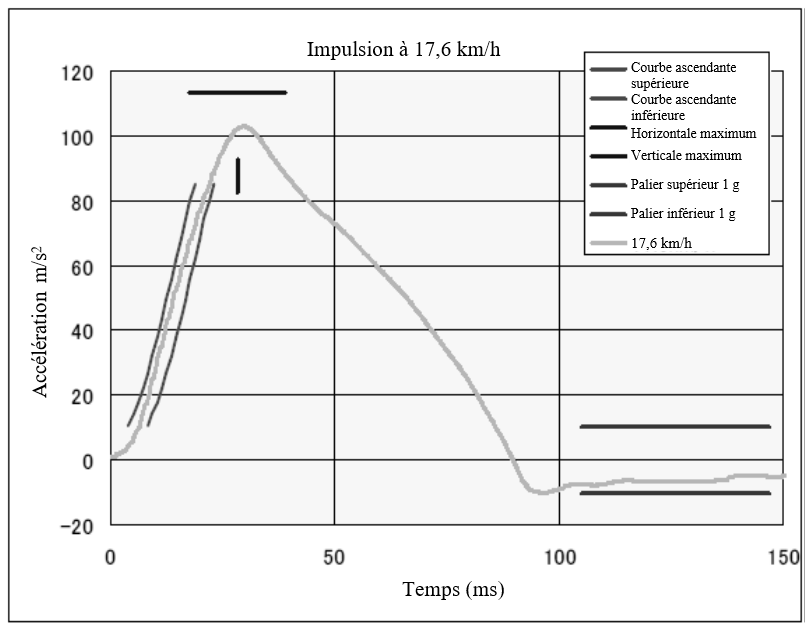 Impulsion à 17,6 km/h
Courbe ascendante
supérieure
Courbe ascendante
inférieure
Horizontale maximum
Verticale maximum
Palier supérieur 1 g
Palier inférieur 1 g
17,6 km/h
Accélération m/s²
120
100
80
60
40
20
0
−20
0
50
100
150
Temps (ms)